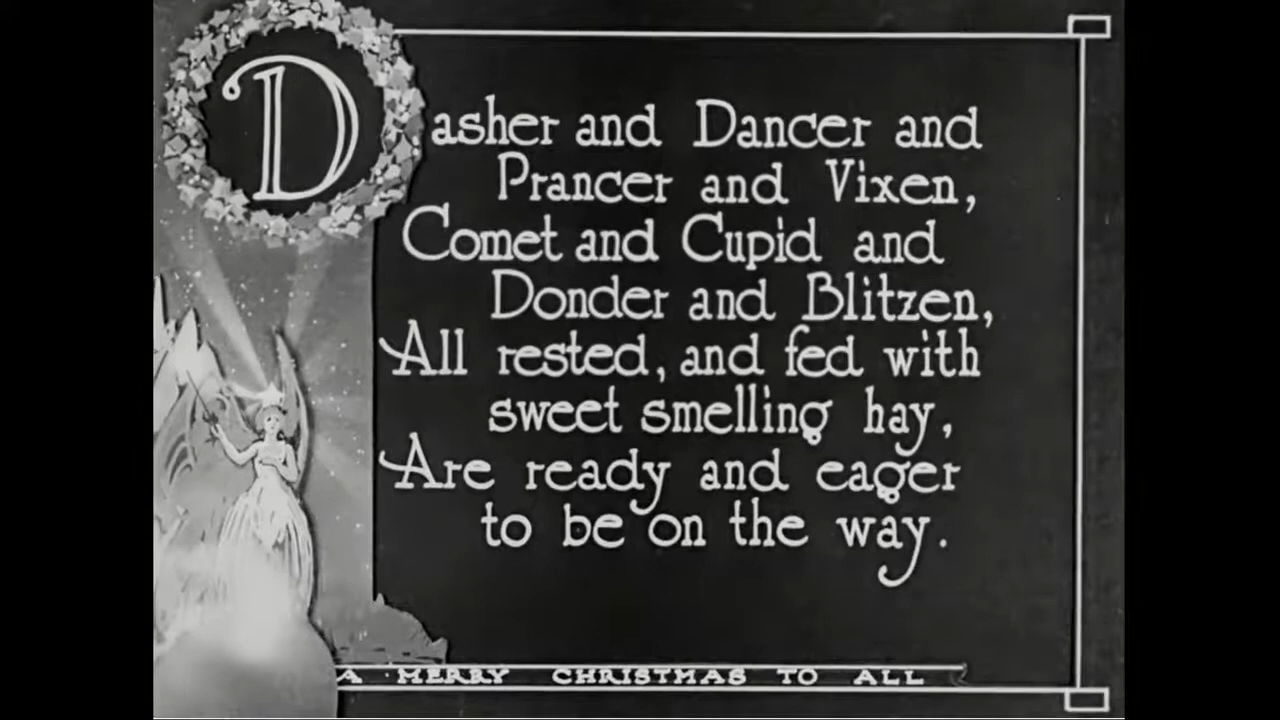 Dasher and Dancer and
Prancer and Vixen,
Comet and Cupid and
Donder and Blitzen,
All rested, and fed with
sweet smelling hay,
Are ready and eager
to be on the way.
A MERRY CHRISTMAS TO ALL